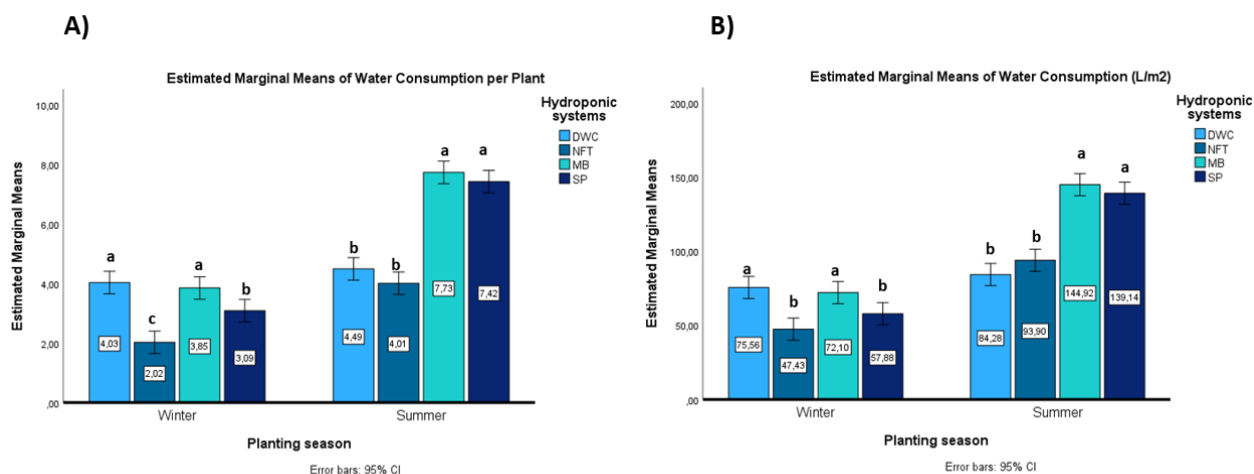 A)
Estimated Marginal Means of Water Consumption per Plant
Estimated Marginal Means
10,00
8,00
6,00
4,00
2,00
,00
Hydroponic systems
DWC
NFT
MB
SP
a
c
a
b
b
b
a
a
4,03
2,02
3,85
3,09
4,49
4,01
7,73
7,42
Winter
Summer
Planting season
Error bars: 95% CI
B)
Estimated Marginal Means of Water Consumption (L/m2)
Estimated Marginal Means
200,00
150,00
100,00
50,00
,00
Hydroponic systems
DWC
NFT
MB
SP
a
b
a
b
b
b
a
a
75,56
47,43
72,10
57,88
84,28
93,90
144,92
139,14
Winter
Summer
Planting season
Error bars: 95% CI